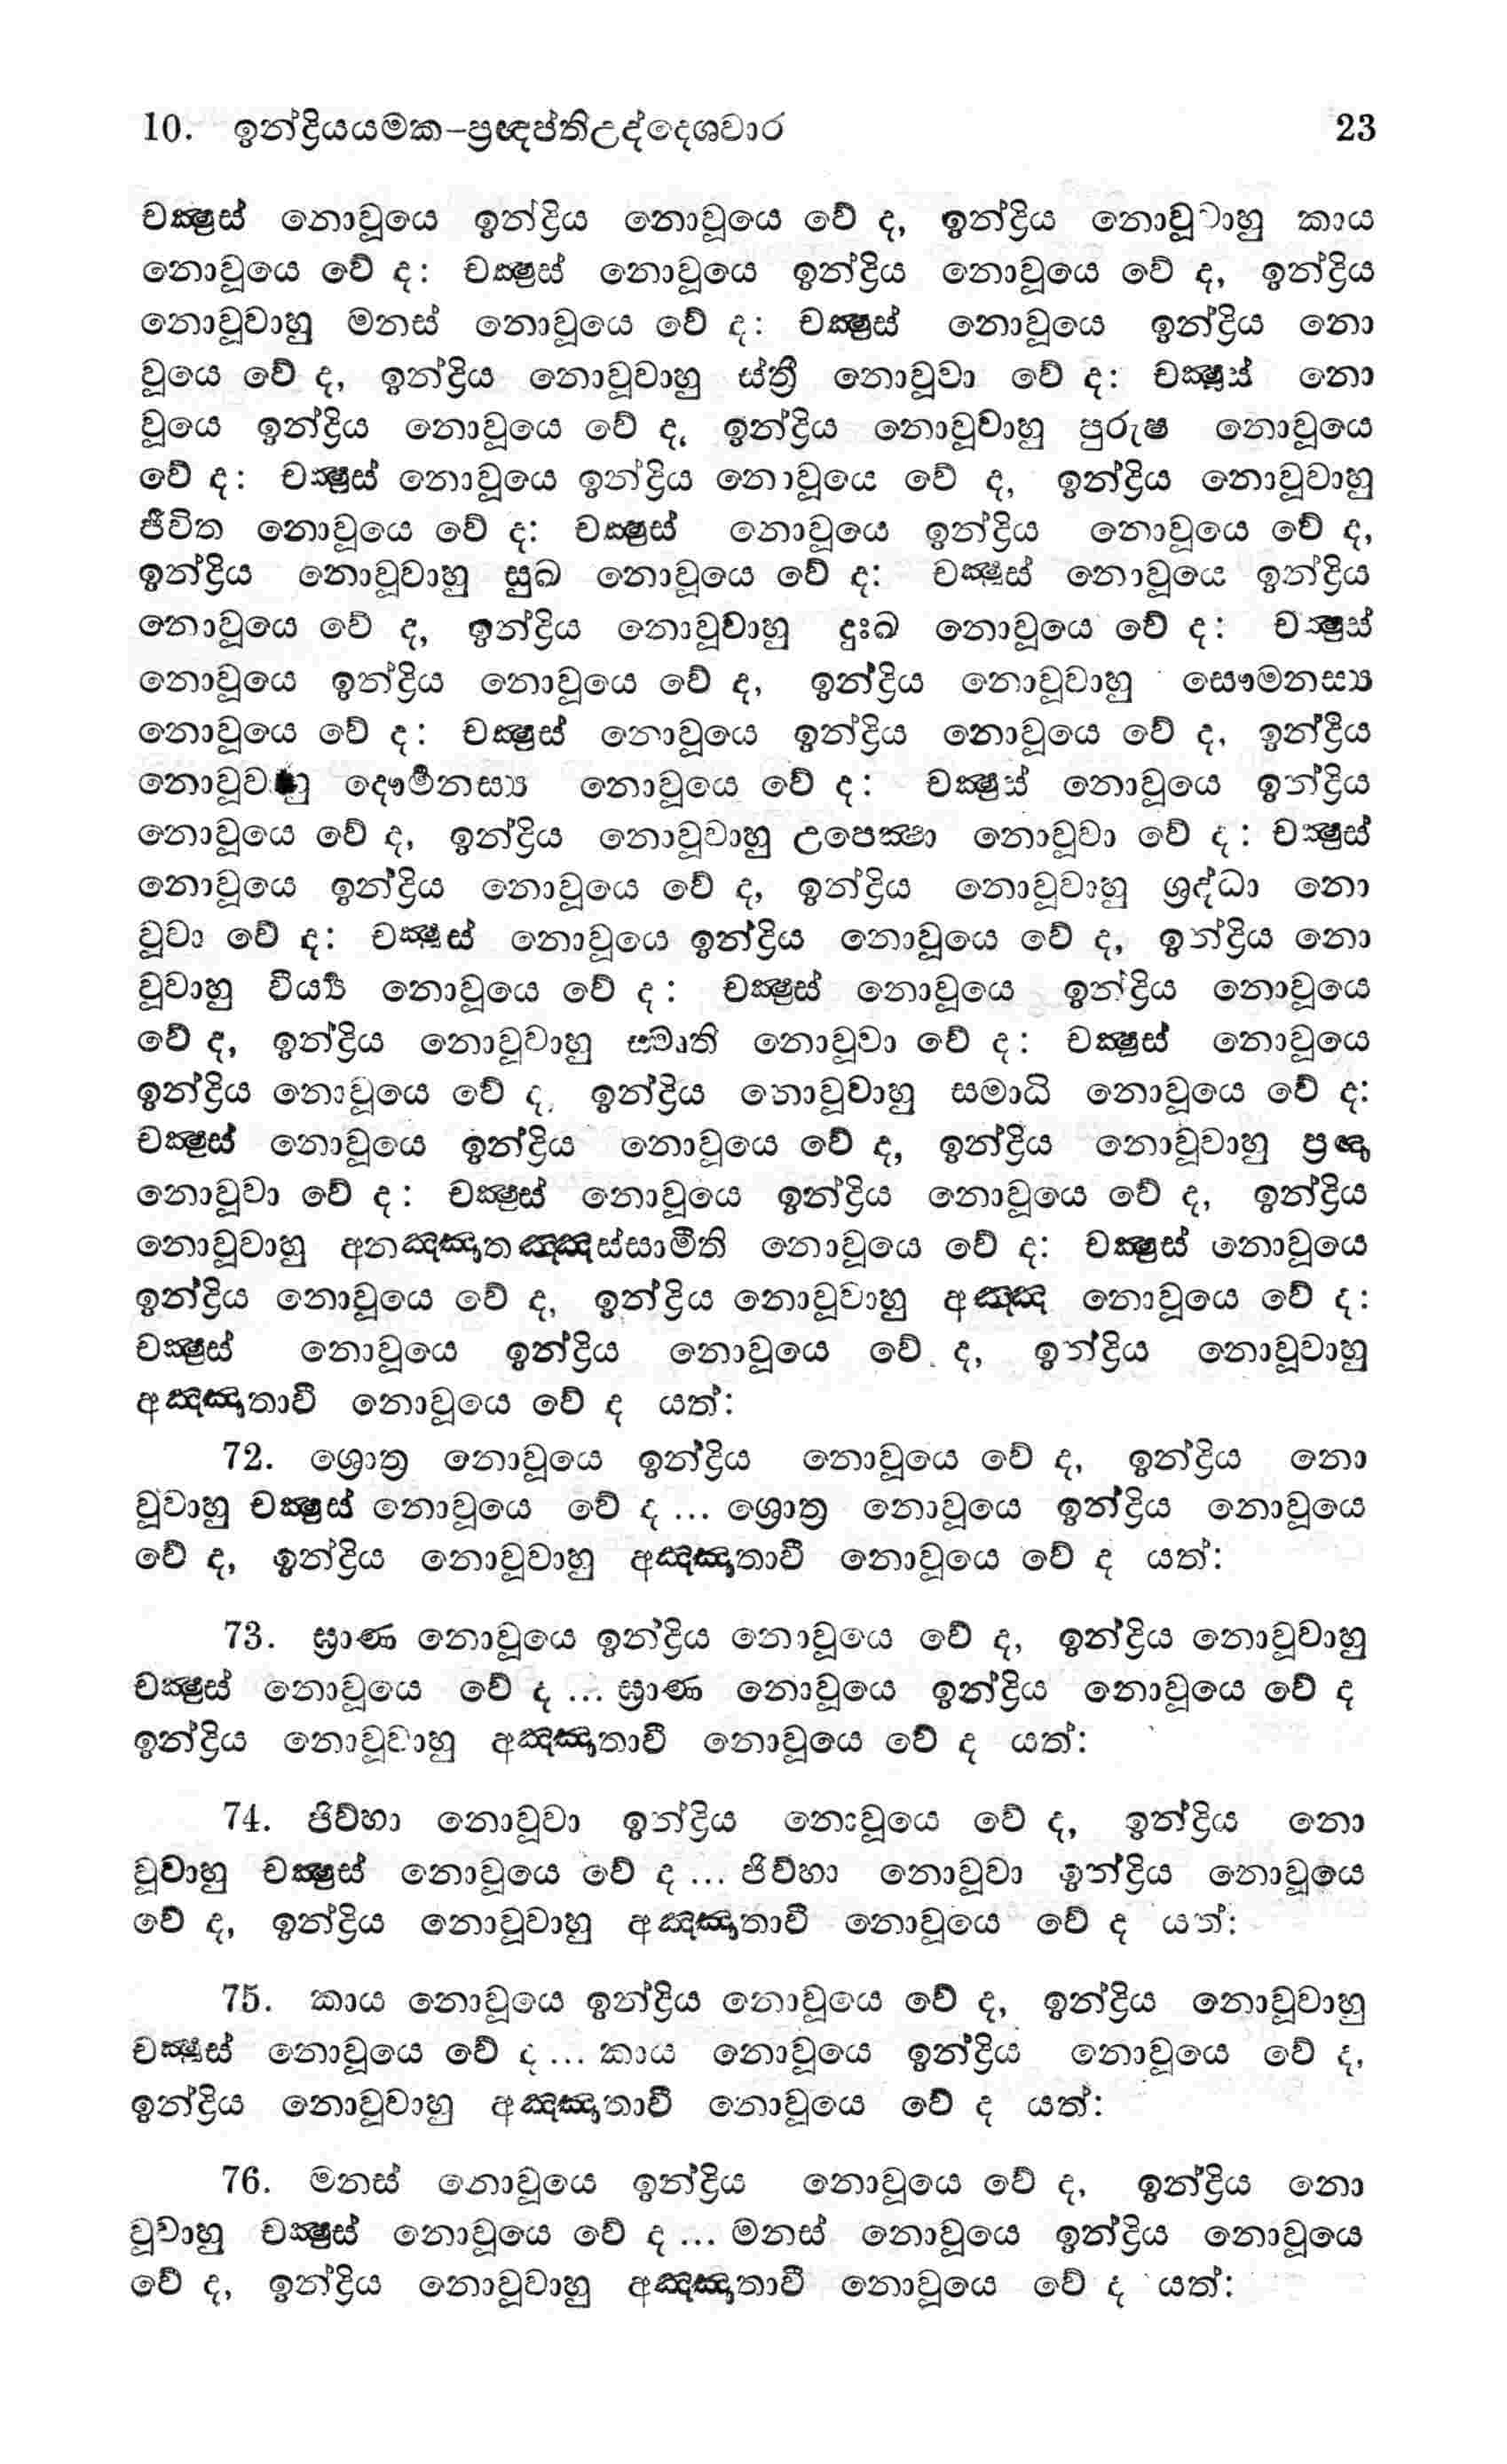 10. ඉන්ද්‍රියයමක–ප්‍රඥප්තිඋද්දෙශවාර 23
චක්‍ෂුස් නොවූයෙ ඉන්ද්‍රිය නොවූයෙ වේ ද, ඉන්ද්‍රිය නොවූවාහු කාය
නොවූයෙ වේ ද: චක්‍ෂුස් නොවූයෙ ඉන්ද්‍රිය නොවූයෙ වේ ද, ඉන්ද්‍රිය
නොවූවාහු මනස් නොවූයෙ වේ ද: චක්‍ෂුස් නොවූයෙ ඉන්ද්‍රිය නො
වූයෙ වේ ද, ඉන්ද්‍රිය නොවූවාහු ස්ත්‍රී නොවූවා වේ ද: චක්‍ෂුස් නො
වූයෙ ඉන්ද්‍රිය නොවූයෙ වේ ද, ඉන්ද්‍රිය නොවූවාහු පුරුෂ නොවූයෙ
වේ ද: චක්‍ෂුස් නොවූයෙ ඉන්ද්‍රිය නොවූයෙ වේ ද, ඉන්ද්‍රිය නොවූවාහු
ජීවිත නොවූයෙ වේ ද: චක්‍ෂුස් නොවූයෙ ඉන්ද්‍රිය නොවූයෙ වේ ද,
ඉන්ද්‍රිය නොවූවාහු සුඛ නොවූයෙ වේ ද: චක්‍ෂුස් නොවූයෙ ඉන්ද්‍රිය
නොවූයෙ වේ ද, ඉන්ද්‍රිය නොවූවාහු දුඃඛ නොවූයෙ වේ ද: චක්‍ෂුස්
නොවූයෙ ඉන්ද්‍රිය නොවූයෙ වේ ද, ඉන්ද්‍රිය නොවූවාහු සෞමනස්‍ය
නොවූයෙ වේ ද: චක්‍ෂුස් නොවූයෙ ඉන්ද්‍රිය නොවූයෙ වේ ද, ඉන්ද්‍රිය
නොවූවාහු දෞර්‍මනස්‍ය නොවූයෙ වේ ද: චක්‍ෂුස් නොවූයෙ ඉන්ද්‍රිය
නොවූයෙ වේ ද, ඉන්ද්‍රිය නොවූවාහු උපෙක්‍ෂා නොවූවා වේ ද: චක්‍ෂුස්
නොවූයෙ ඉන්ද්‍රිය නොවූයෙ වේ ද, ඉන්ද්‍රිය නොවූවාහු ශ්‍රද්ධා නො
වූවා වේ ද: චක්‍ෂුස් නොවූයෙ ඉන්ද්‍රිය නොවූයෙ වේ ද, ඉන්ද්‍රිය නො
වූවාහු වීර්‍ය්‍ය නොවූයෙ වේ ද: චක්‍ෂුස් නොවූයෙ ඉන්ද්‍රිය නොවූයෙ
වේ ද, ඉන්ද්‍රිය නොවූවාහු ස්මෘති නොවූවා වේ ද: චක්‍ෂුස් නොවූයෙ
ඉන්ද්‍රිය නොවූයෙ වේ ද, ඉන්ද්‍රිය නොවූවාහු සමාධි නොවූයෙ වේ ද:
චක්‍ෂුස් නොවූයෙ ඉන්ද්‍රිය නොවූයෙ වේ ද, ඉන්ද්‍රිය නොවූවාහු ප්‍රඥා
නොවූවා වේ ද: චක්‍ෂුස් නොවූයෙ ඉන්ද්‍රිය නොවූයෙ වේ ද, ඉන්ද්‍රිය
නොවූවාහු අනඤ්ඤාතඤ්ඤස්සාමීති නොවූයෙ වේ ද: චක්‍ෂුස් නොවූයෙ
ඉන්ද්‍රිය නොවූයෙ වේ ද, ඉන්ද්‍රිය නොවූවාහු අඤ්ඤ නොවූයෙ වේ ද:
චක්‍ෂුස් නොවූයෙ ඉන්ද්‍රිය නොවූයෙ වේ ද, ඉන්ද්‍රිය නොවූවාහු
අඤ්ඤාතාවී නොවූයෙ වේ ද යත්:
72. ශ්‍රොත්‍ර නොවූයෙ ඉන්ද්‍රිය නොවූයෙ වේ ද, ඉන්ද්‍රිය නො
වූවාහු චක්‍ෂුස් නොවූයෙ වේ ද ... ශ්‍රොත්‍ර නොවූයෙ ඉන්ද්‍රිය නොවූයෙ
වේ ද, ඉන්ද්‍රිය නොවූවාහු අඤ්ඤාතාවී නොවූයෙ වේ ද යත්:
73. ඝ්‍රාණ නොවූයෙ ඉන්ද්‍රිය නොවූයෙ වේ ද, ඉන්ද්‍රිය නොවූවාහු
චක්‍ෂුස් නොවූයෙ වේ ද ... ඝ්‍රාණ නොවූයෙ ඉන්ද්‍රිය නොවූයෙ වේ ද
ඉන්ද්‍රිය නොවූවාහු අඤ්ඤාතාවී නොවූයෙ වේ ද යත්:
74. ජිව්හා නොවූවා ඉන්ද්‍රිය නොවූයෙ වේ ද, ඉන්ද්‍රිය නො
වූවාහු චක්‍ෂුස් නොවූයෙ වේ ද ... ජිව්හා නොවූවා ඉන්ද්‍රිය නොවූයෙ
වේ ද, ඉන්ද්‍රිය නොවූවාහු අඤ්ඤාතාවී නොවූයෙ වේ ද යත්:
75. කාය නොවූයෙ ඉන්ද්‍රිය නොවූයෙ වේ ද, ඉන්ද්‍රිය නොවූවාහු
චක්‍ෂුස් නොවූයෙ වේ ද ... කාය නොවූයෙ ඉන්ද්‍රිය නොවූයෙ වේ ද,
ඉන්ද්‍රිය නොවූවාහු අඤ්ඤාතාවී නොවූයෙ වේ ද යත්:
76. මනස් නොවූයෙ ඉන්ද්‍රිය නොවූයෙ වේ ද, ඉන්ද්‍රිය නො
වූවාහු චක්‍ෂුස් නොවූයෙ වේ ද ... මනස් නොවූයෙ ඉන්ද්‍රිය නොවූයෙ
වේ ද, ඉන්ද්‍රිය නොවූවාහු අඤ්ඤාතාවී නොවූයෙ වේ ද යත්: